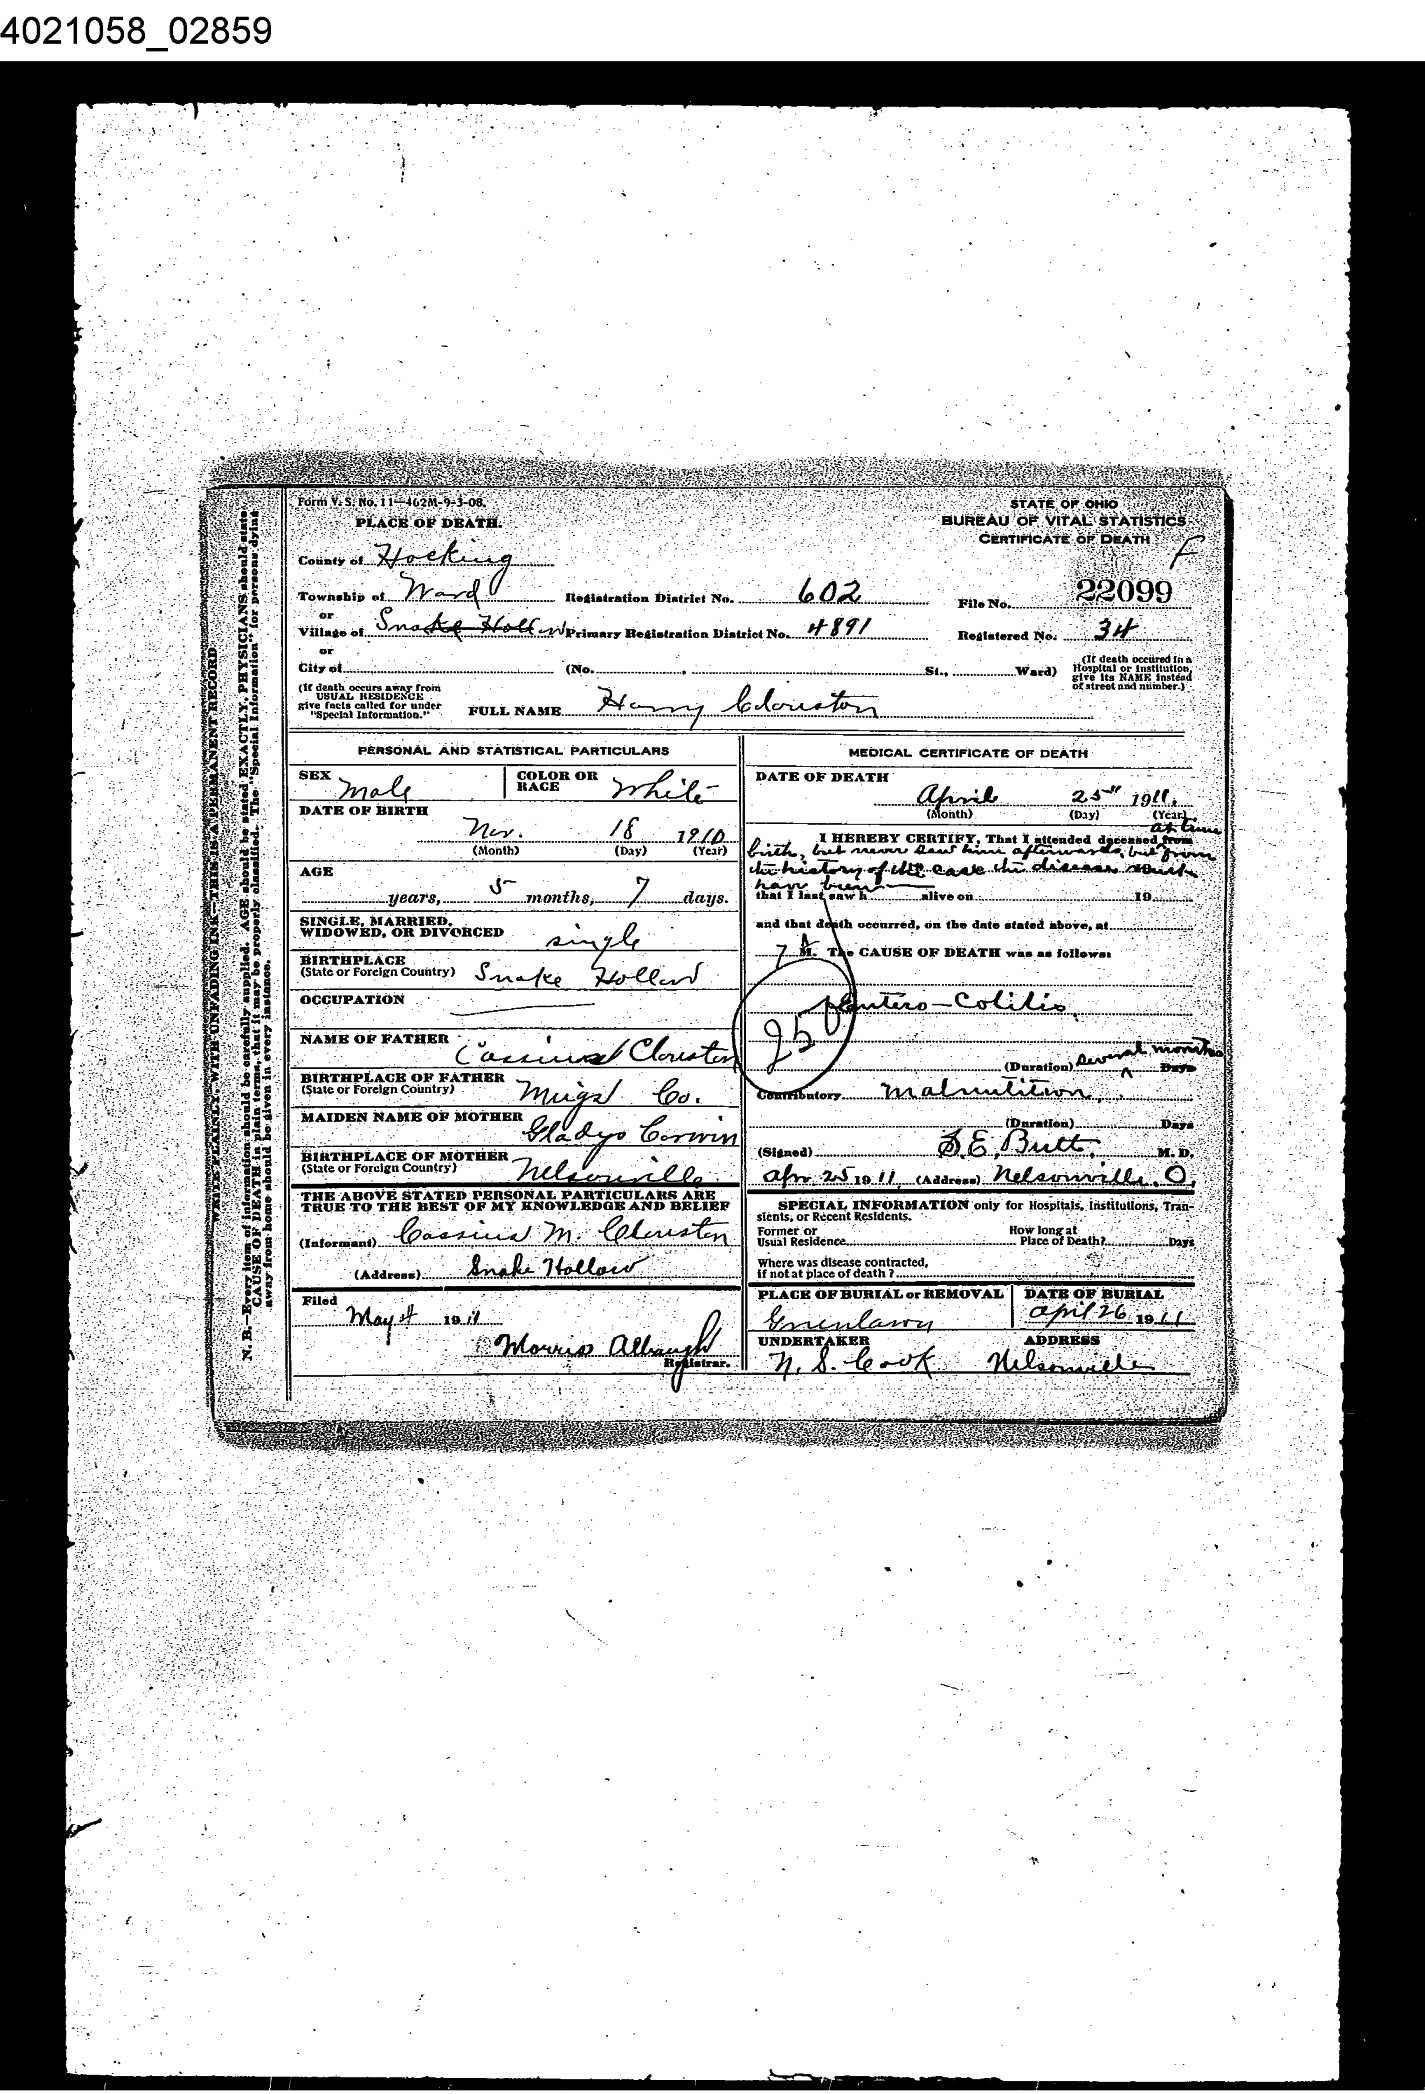 4021058_02859
Form V. S. No. 11—462M-9-3-08.
PLACE OF DEATH.
STATE OF OHIO
BUREAU OF VITAL STATISTICS
CERTIFICATE OF DEATH
County of Hocking
Township of Ward Registration District No. 602 File No. 22099
or
Village of Snake Hollow Primary Registration District No. 4891 Registered No. 34
or
City of (No. , St., Ward)
(If death occured in a
Hospital or Institution,
give its NAME instead
of street and number.)
(If death occurs away from
USUAL RESIDENCE
give facts called for under
"Special Information."
FULL NAME Harry Clouston
PERSONAL AND STATISTICAL PARTICULARS
SEX Male COLOR OR RACE White
DATE OF BIRTH
Nov. 18 1910
(Month) (Day) (Year)
AGE
years, 5 months, 7 days.
SINGLE, MARRIED,
WIDOWED, OR DIVORCED single
BIRTHPLACE
(State or Foreign Country) Snake Hollow
OCCUPATION
NAME OF FATHER Cassius Clouston
BIRTHPLACE OF FATHER
(State or Foreign Country) Meigs Co.
MAIDEN NAME OF MOTHER Gladys Corwin
BIRTHPLACE OF MOTHER
(State or Foreign Country) Nelsonville
THE ABOVE STATED PERSONAL PARTICULARS ARE
TRUE TO THE BEST OF MY KNOWLEDGE AND BELIEF
(Informant) Cassius M. Clouston
(Address) Snake Hollow
Filed
May 4 1911
Morris Albaugh
Registrar.
MEDICAL CERTIFICATE OF DEATH
DATE OF DEATH
April 25" 1911.
(Month) (Day) (Year)
I HEREBY CERTIFY, That I attended deceased from at time
birth, but never saw him afterwards, but from
the history of the case the disease must
have been
that I last saw h alive on 19
and that death occurred, on the date stated above, at
7 A M. The CAUSE OF DEATH was as follows:
Entero-Colitis
250
(Duration) several months Days
Contributory Malnutrition
(Duration) Days
(Signed) S. E. Butt, M. D.
Apr. 25 1911, (Address) Nelsonville, O.
SPECIAL INFORMATION only for Hospitals, Institutions, Tran-
sients, or Recent Residents.
Former or
Usual Residence
How long at
Place of Death? Days
Where was disease contracted,
if not at place of death ?
PLACE OF BURIAL or REMOVAL DATE OF BURIAL
Greenlawn April 26 1911
UNDERTAKER ADDRESS
N. S. Cook Nelsonville
WRITE PLAINLY, WITH UNFADING INK—THIS IS A PERMANENT RECORD
N. B.—Every item of information should be carefully supplied. AGE should be stated EXACTLY, PHYSICIANS should state
CAUSE OF DEATH in plain terms, that it may be properly classified. The "Special Information" for persons dying
away from home should be given in every instance.